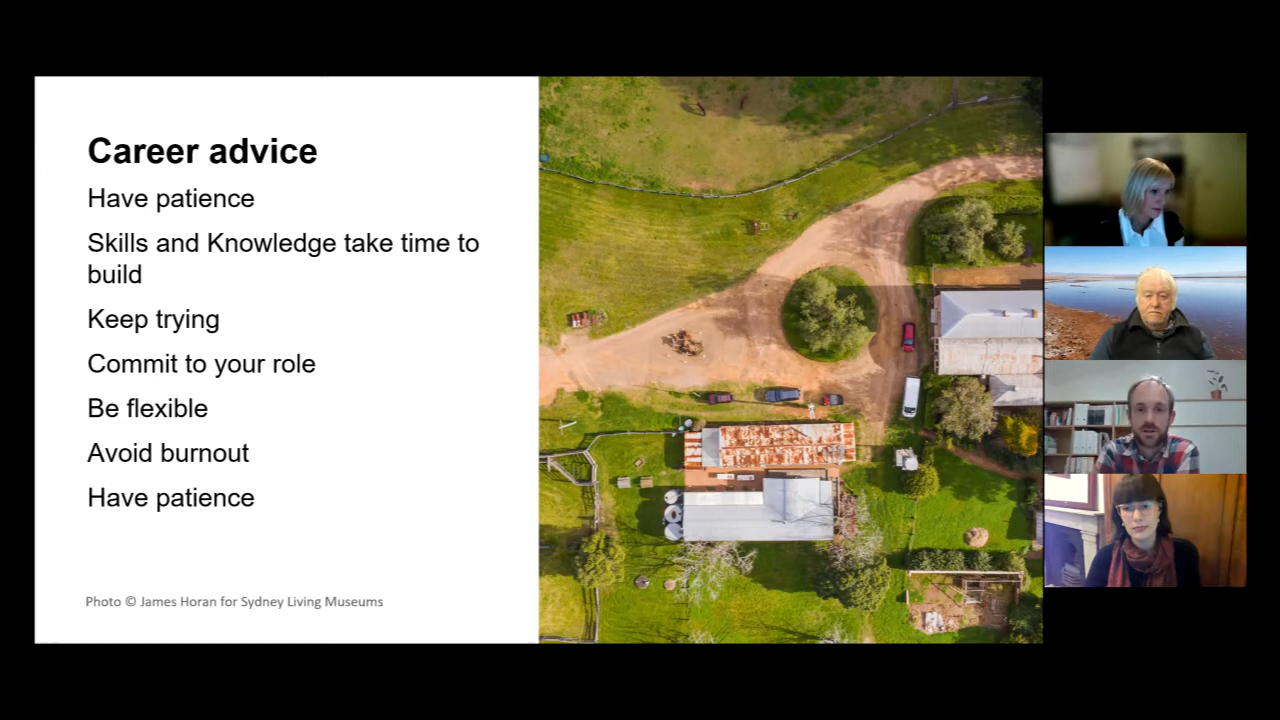 Career advice
Have patience
Skills and Knowledge take time to
build
Keep trying
Commit to your role
Be flexible
Avoid burnout
Have patience
Photo © James Horan for Sydney Living Museums